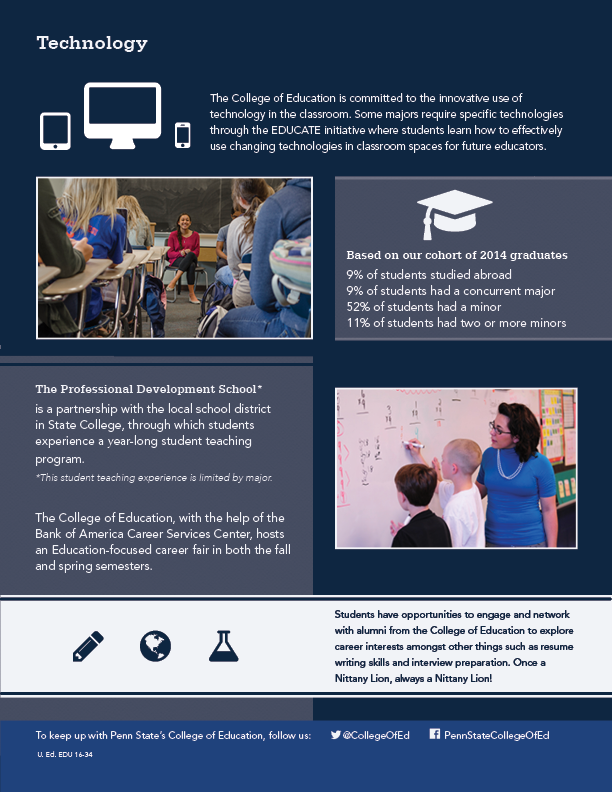 Technology
The College of Education is committed to the innovative use of
technology in the classroom. Some majors require specific technologies
through the EDUCATE initiative where students learn how to effectively
use changing technologies in classroom spaces for future educators.
Based on our cohort of 2014 graduates
9% of students studied abroad
9% of students had a concurrent major
52% of students had a minor
11% of students had two or more minors
The Professional Development School*
is a partnership with the local school district
in State College, through which students
experience a year-long student teaching
program.
*This student teaching experience is limited by major.
The College of Education, with the help of the
Bank of America Career Services Center, hosts
an Education-focused career fair in both the fall
and spring semesters.
Students have opportunities to engage and network
with alumni from the College of Education to explore
career interests amongst other things such as resume
writing skills and interview preparation. Once a
Nittany Lion, always a Nittany Lion!
To keep up with Penn State's College of Education, follow us: @CollegeOfEd PennStateCollegeOfEd
U. Ed. EDU 16-34